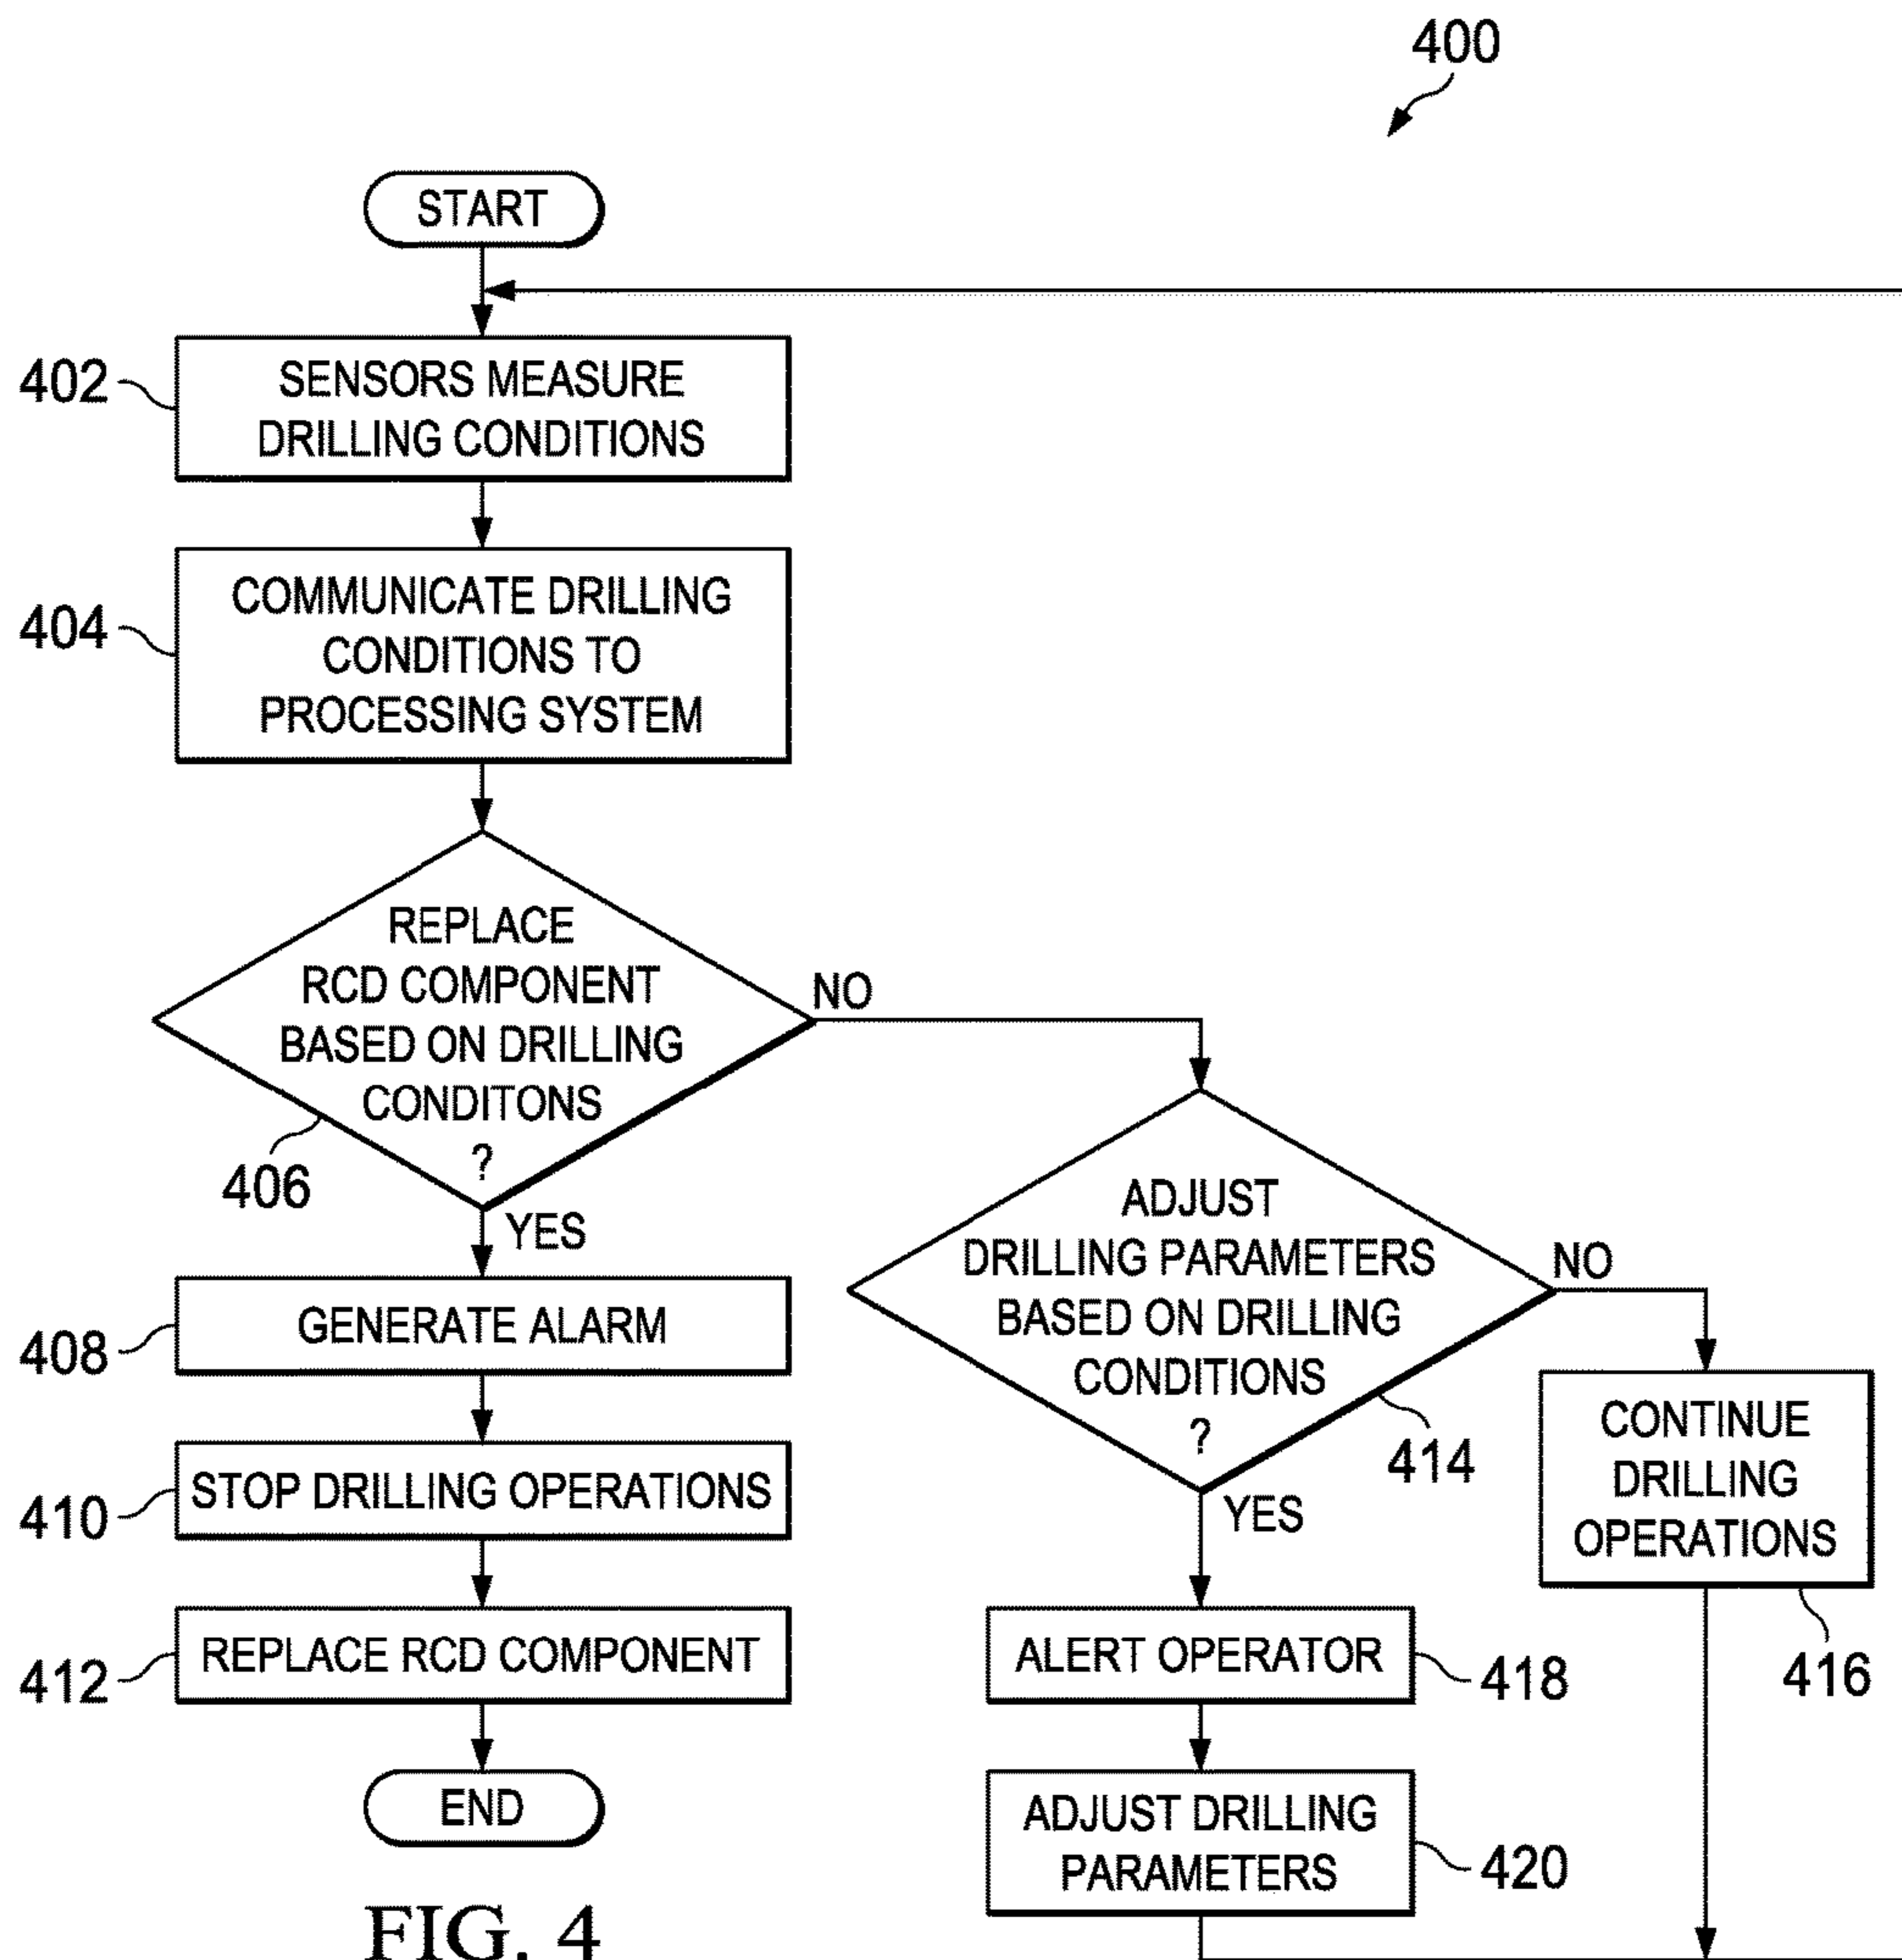 400
START
402
SENSORS MEASURE
DRILLING CONDITIONS
404
COMMUNICATE DRILLING
CONDITIONS TO
PROCESSING SYSTEM
REPLACE
RCD COMPONENT
BASED ON DRILLING
CONDITONS
?
NO
406
YES
408
GENERATE ALARM
410
STOP DRILLING OPERATIONS
412
REPLACE RCD COMPONENT
END
ADJUST
DRILLING PARAMETERS
BASED ON DRILLING
CONDITIONS
?
NO
414
YES
CONTINUE
DRILLING
OPERATIONS
416
ALERT OPERATOR
418
ADJUST DRILLING
PARAMETERS
420
FIG. 4